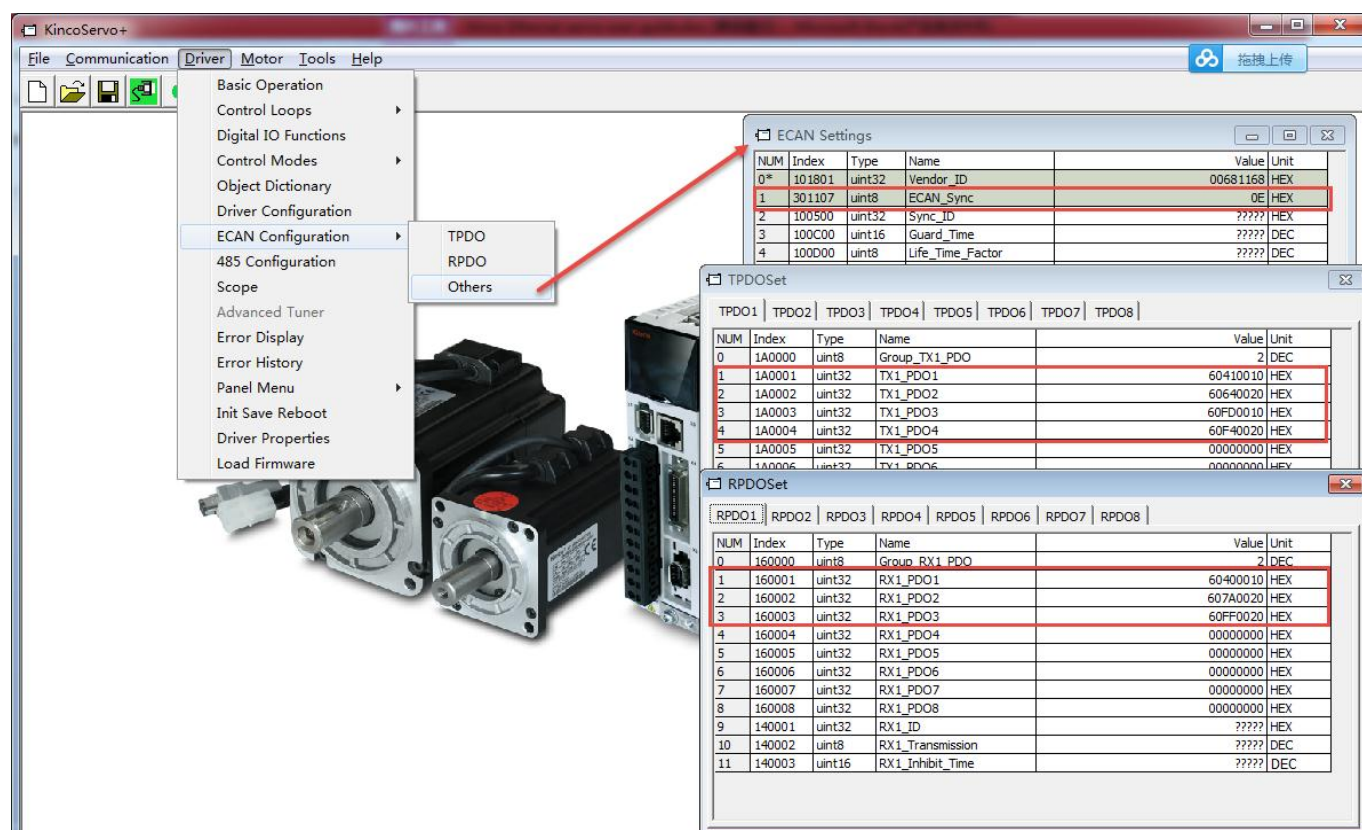 KincoServo+
File Communication Driver Motor Tools Help
拖拽上传
Basic Operation
Control Loops
Digital IO Functions
Control Modes
Object Dictionary
Driver Configuration
ECAN Configuration
485 Configuration
Scope
Advanced Tuner
Error Display
Error History
Panel Menu
Init Save Reboot
Driver Properties
Load Firmware
TPDO
RPDO
Others
ECAN Settings
NUM Index Type Name Value Unit
0* 101801 uint32 Vendor_ID 00681168 HEX
1 301107 uint8 ECAN_Sync 0E HEX
2 100500 uint32 Sync_ID ????? HEX
3 100C00 uint16 Guard_Time ????? DEC
4 100D00 uint8 Life_Time_Factor ????? DEC
TPDOSet
TPDO1 TPDO2 TPDO3 TPDO4 TPDO5 TPDO6 TPDO7 TPDO8
NUM Index Type Name Value Unit
0 1A0000 uint8 Group_TX1_PDO 2 DEC
1 1A0001 uint32 TX1_PDO1 60410010 HEX
2 1A0002 uint32 TX1_PDO2 60640020 HEX
3 1A0003 uint32 TX1_PDO3 60FD0010 HEX
4 1A0004 uint32 TX1_PDO4 60F40020 HEX
5 1A0005 uint32 TX1_PDO5 00000000 HEX
6 1A0006 uint32 TX1_PDO6 00000000 HEX
RPDOSet
RPDO1 RPDO2 RPDO3 RPDO4 RPDO5 RPDO6 RPDO7 RPDO8
NUM Index Type Name Value Unit
0 160000 uint8 Group_RX1_PDO 2 DEC
1 160001 uint32 RX1_PDO1 60400010 HEX
2 160002 uint32 RX1_PDO2 607A0020 HEX
3 160003 uint32 RX1_PDO3 60FF0020 HEX
4 160004 uint32 RX1_PDO4 00000000 HEX
5 160005 uint32 RX1_PDO5 00000000 HEX
6 160006 uint32 RX1_PDO6 00000000 HEX
7 160007 uint32 RX1_PDO7 00000000 HEX
8 160008 uint32 RX1_PDO8 00000000 HEX
9 140001 uint32 RX1_ID ????? HEX
10 140002 uint8 RX1_Transmission ????? DEC
11 140003 uint16 RX1_Inhibit_Time ????? DEC